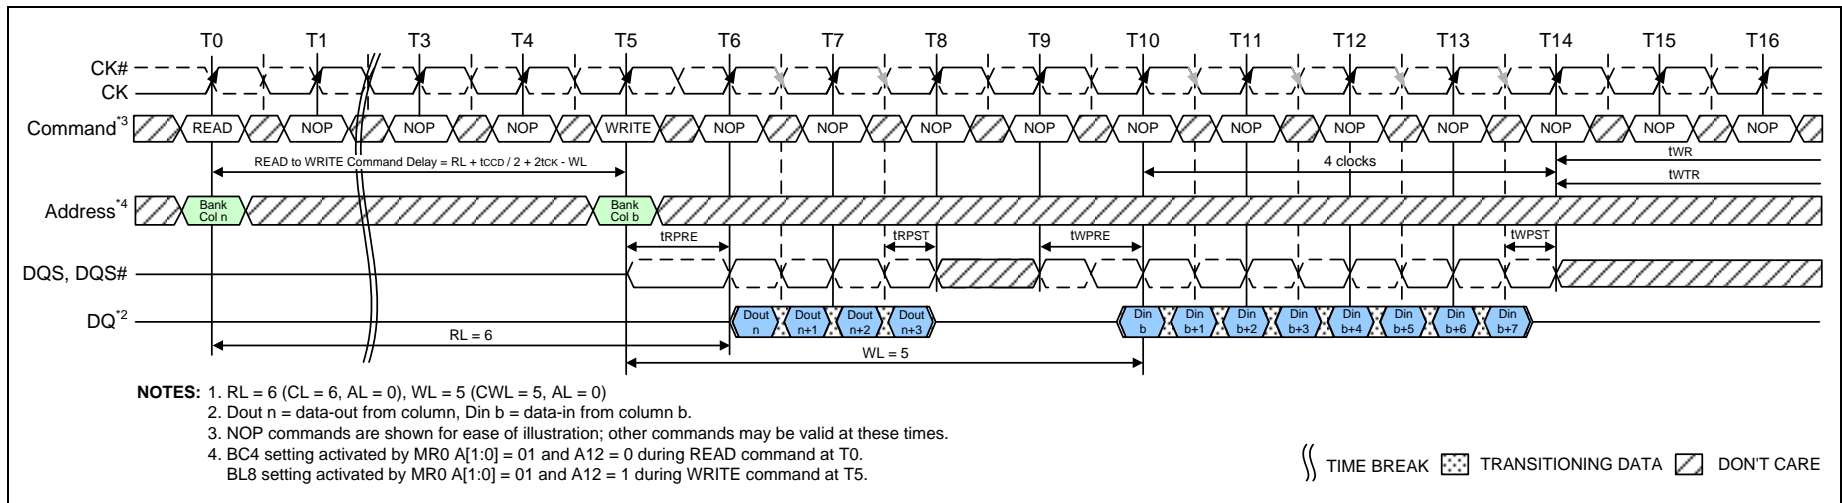 T0 T1 T3 T4 T5 T6 T7 T8 T9 T10 T11 T12 T13 T14 T15 T16
CK#
CK
Command*3 READ NOP NOP NOP WRITE NOP NOP NOP NOP NOP NOP NOP NOP NOP NOP NOP
READ to WRITE Command Delay = RL + tCCD / 2 + 2tCK - WL 4 clocks tWR
tWTR
Address*4 Bank Col n Bank Col b
tRPRE tRPST tWPRE tWPST
DQS, DQS#
DQ*2 Dout n Dout n+1 Dout n+2 Dout n+3 Din b Din b+1 Din b+2 Din b+3 Din b+4 Din b+5 Din b+6 Din b+7
RL = 6
WL = 5
NOTES: 1. RL = 6 (CL = 6, AL = 0), WL = 5 (CWL = 5, AL = 0)
2. Dout n = data-out from column, Din b = data-in from column b.
3. NOP commands are shown for ease of illustration; other commands may be valid at these times.
4. BC4 setting activated by MR0 A[1:0] = 01 and A12 = 0 during READ command at T0.
BL8 setting activated by MR0 A[1:0] = 01 and A12 = 1 during WRITE command at T5.
TIME BREAK TRANSITIONING DATA DON'T CARE